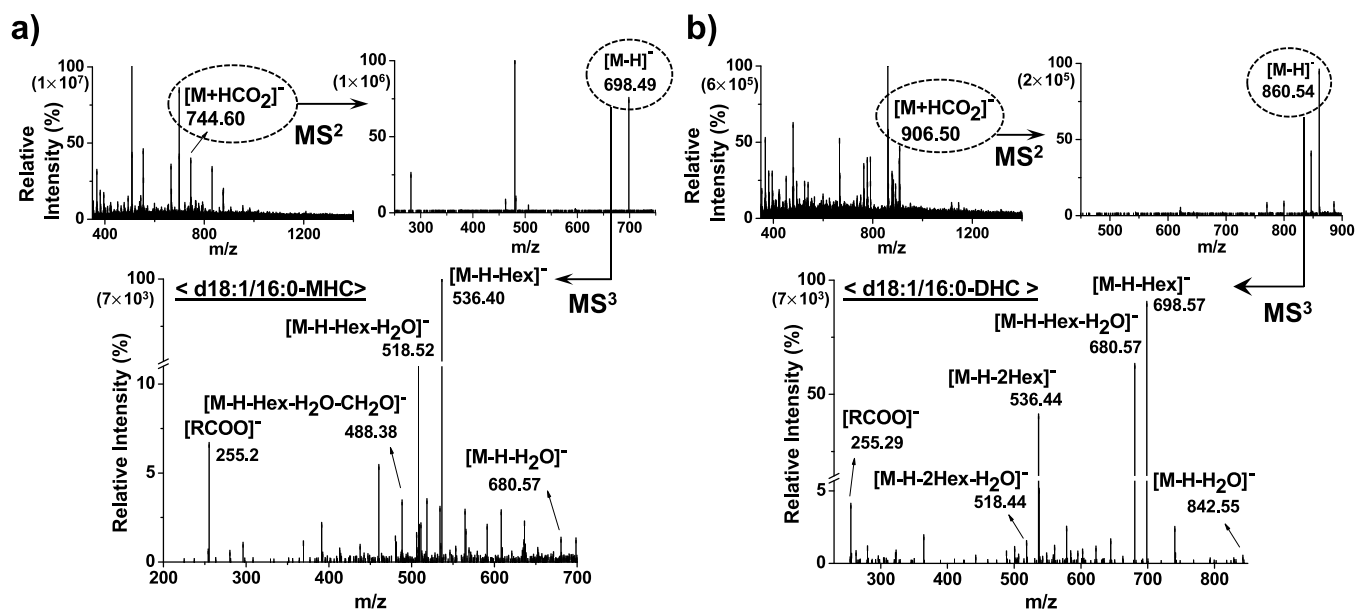 a)
100
(1×10⁷)
50
0
Relative
Intensity (%)
[M+HCO₂]⁻
744.60
400 800 1200
m/z
MS²
100
(1×10⁶)
50
0
[M-H]⁻
698.49
300 400 500 600 700
m/z
MS³
< d18:1/16:0-MHC>
100
(7×10³)
10
5
0
Relative Intensity (%)
[M-H-Hex]⁻
536.40
[M-H-Hex-H₂O]⁻
518.52
[M-H-Hex-H₂O-CH₂O]⁻
488.38
[RCOO]⁻
255.2
[M-H-H₂O]⁻
680.57
200 300 400 500 600 700
m/z
b)
100
(6×10⁵)
50
0
Relative
Intensity (%)
[M+HCO₂]⁻
906.50
400 800 1200
m/z
MS²
100
(2×10⁵)
50
0
[M-H]⁻
860.54
500 600 700 800 900
m/z
MS³
< d18:1/16:0-DHC >
100
(7×10³)
50
5
0
Relative Intensity (%)
[M-H-Hex]⁻
698.57
[M-H-Hex-H₂O]⁻
680.57
[M-H-2Hex]⁻
536.44
[RCOO]⁻
255.29
[M-H-2Hex-H₂O]⁻
518.44
[M-H-H₂O]⁻
842.55
300 400 500 600 700 800
m/z